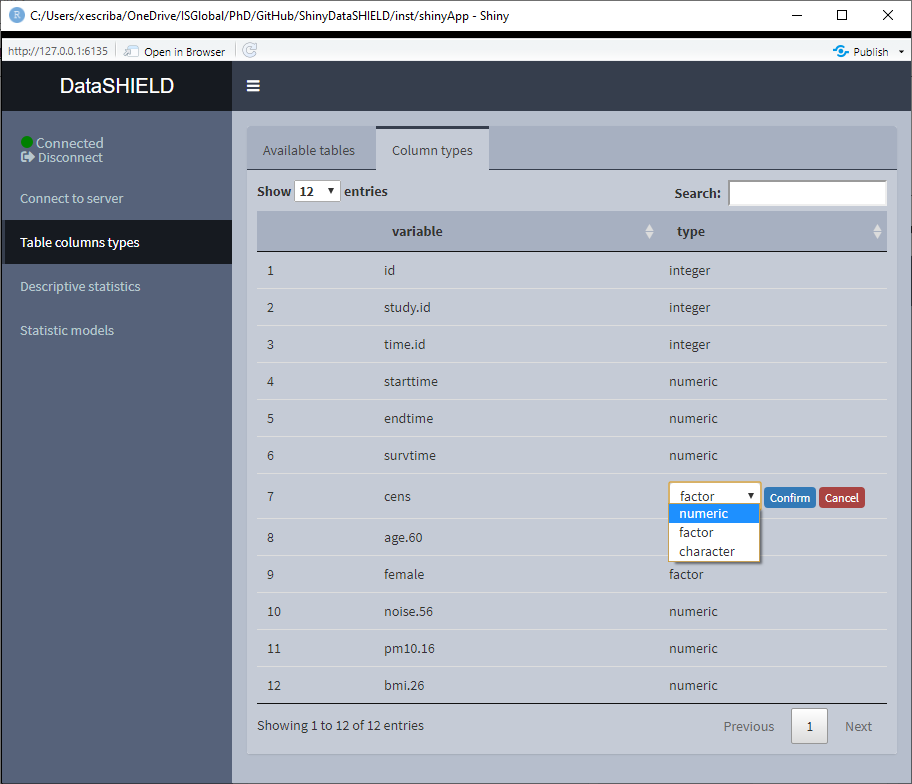 C:/Users/xescriba/OneDrive/ISGlobal/PhD/GitHub/ShinyDataSHIELD/inst/shinyApp - Shiny
http://127.0.0.1:6135 Open in Browser Publish
DataSHIELD
Connected
Disconnect
Connect to server
Table columns types
Descriptive statistics
Statistic models
Available tables Column types
Show 12 entries Search:
variable type
1 id integer
2 study.id integer
3 time.id integer
4 starttime numeric
5 endtime numeric
6 survtime numeric
7 cens factor Confirm Cancel
numeric
factor
character
8 age.60
9 female factor
10 noise.56 numeric
11 pm10.16 numeric
12 bmi.26 numeric
Showing 1 to 12 of 12 entries Previous 1 Next